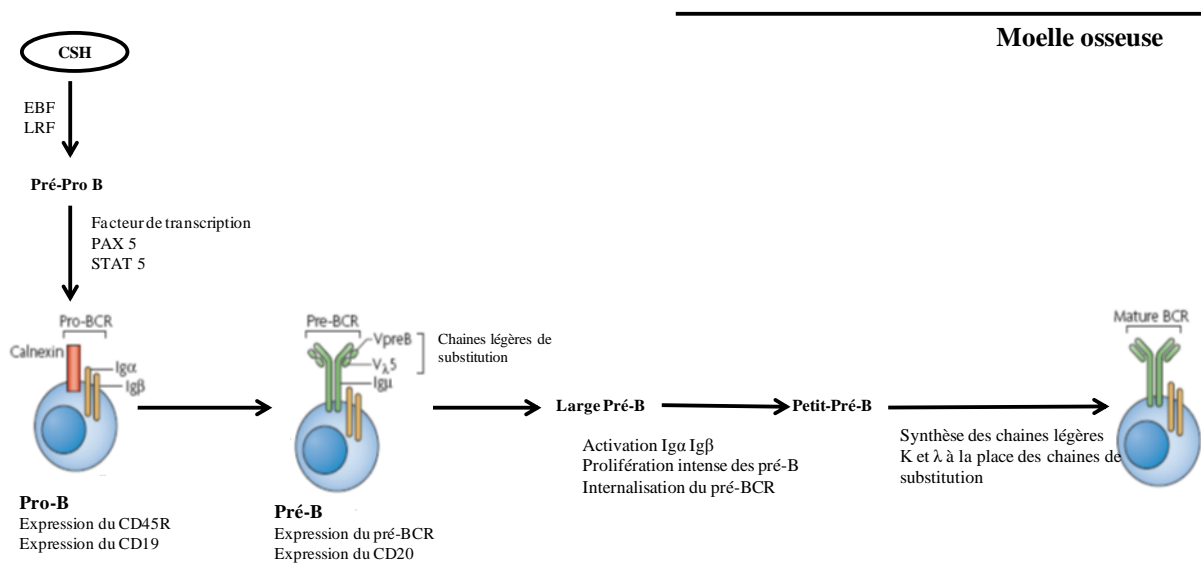 Moelle osseuse
CSH
EBF
LRF
Pré-Pro B
Facteur de transcription
PAX 5
STAT 5
Pro-BCR
Calnexin
Igα
Igβ
Pro-B
Expression du CD45R
Expression du CD19
Pre-BCR
VpreB
Vλ5
Igμ
Chaines légères de
substitution
Pré-B
Expression du pré-BCR
Expression du CD20
Large Pré-B
Activation Igα Igβ
Prolifération intense des pré-B
Internalisation du pré-BCR
Petit-Pré-B
Synthèse des chaines légères
K et λ à la place des chaines de
substitution
Mature BCR